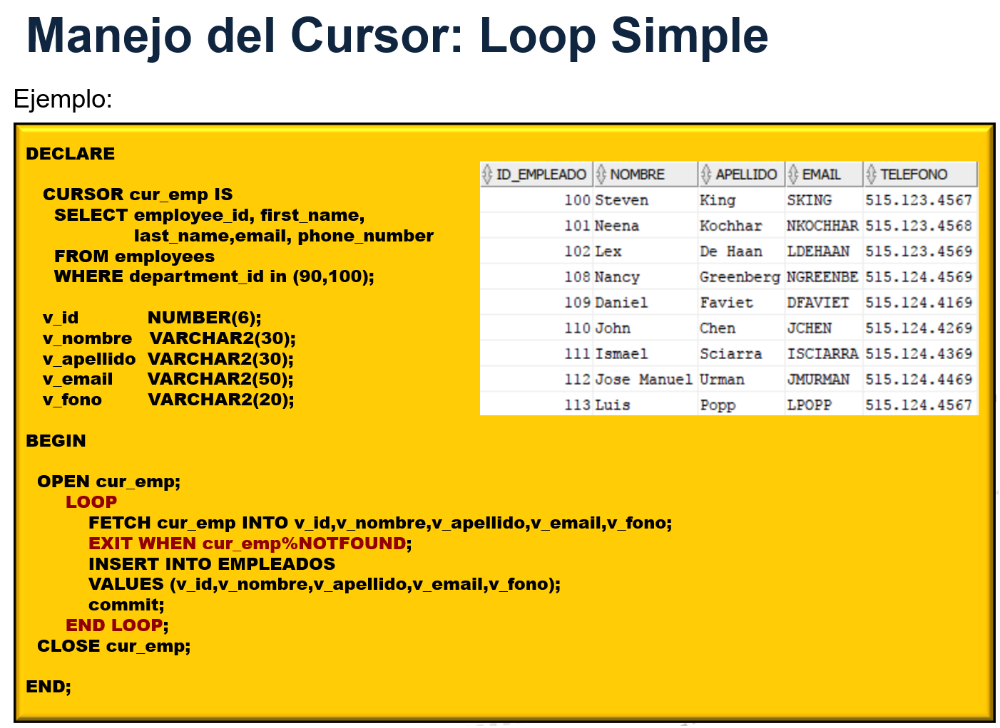 Manejo del Cursor: Loop Simple
Ejemplo:
DECLARE
CURSOR cur_emp IS
SELECT employee_id, first_name,
last_name,email, phone_number
FROM employees
WHERE department_id in (90,100);
v_id NUMBER(6);
v_nombre VARCHAR2(30);
v_apellido VARCHAR2(30);
v_email VARCHAR2(50);
v_fono VARCHAR2(20);
BEGIN
OPEN cur_emp;
LOOP
FETCH cur_emp INTO v_id,v_nombre,v_apellido,v_email,v_fono;
EXIT WHEN cur_emp%NOTFOUND;
INSERT INTO EMPLEADOS
VALUES (v_id,v_nombre,v_apellido,v_email,v_fono);
commit;
END LOOP;
CLOSE cur_emp;
END;
ID_EMPLEADO NOMBRE APELLIDO EMAIL TELEFONO
100 Steven King SKING 515.123.4567
101 Neena Kochhar NKOCHHAR 515.123.4568
102 Lex De Haan LDEHAAN 515.123.4569
108 Nancy Greenberg NGREENBE 515.124.4569
109 Daniel Faviet DFAVIET 515.124.4169
110 John Chen JCHEN 515.124.4269
111 Ismael Sciarra ISCIARRA 515.124.4369
112 Jose Manuel Urman JMURMAN 515.124.4469
113 Luis Popp LPOPP 515.124.4567